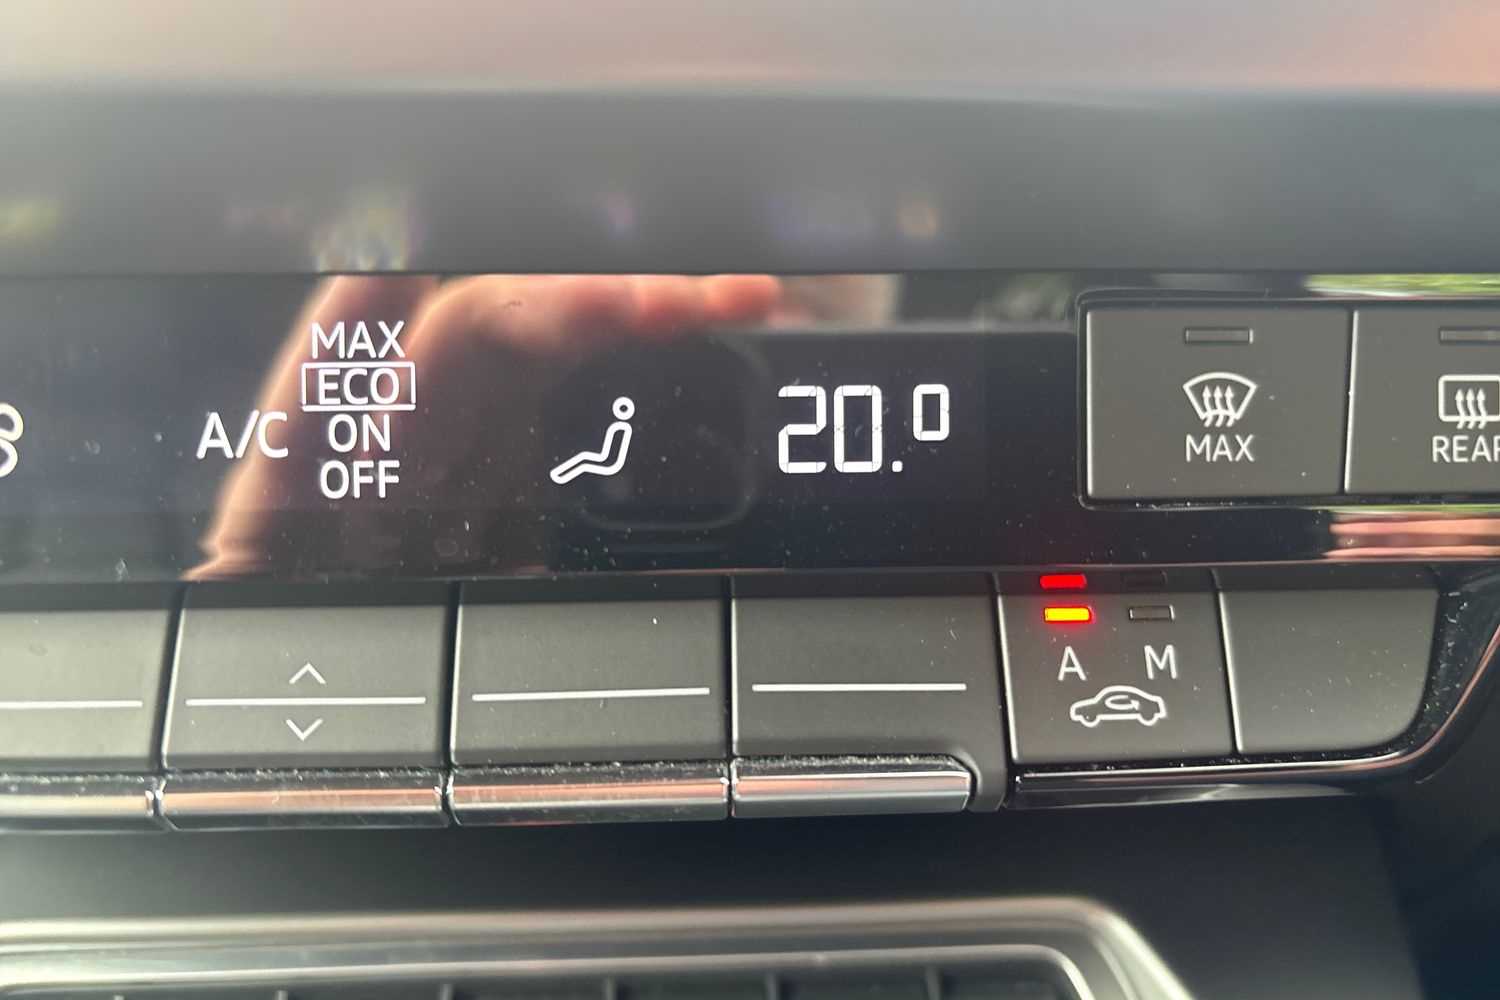 MAX
ECO
A/C ON
OFF
20.0
MAX
REAR
A M